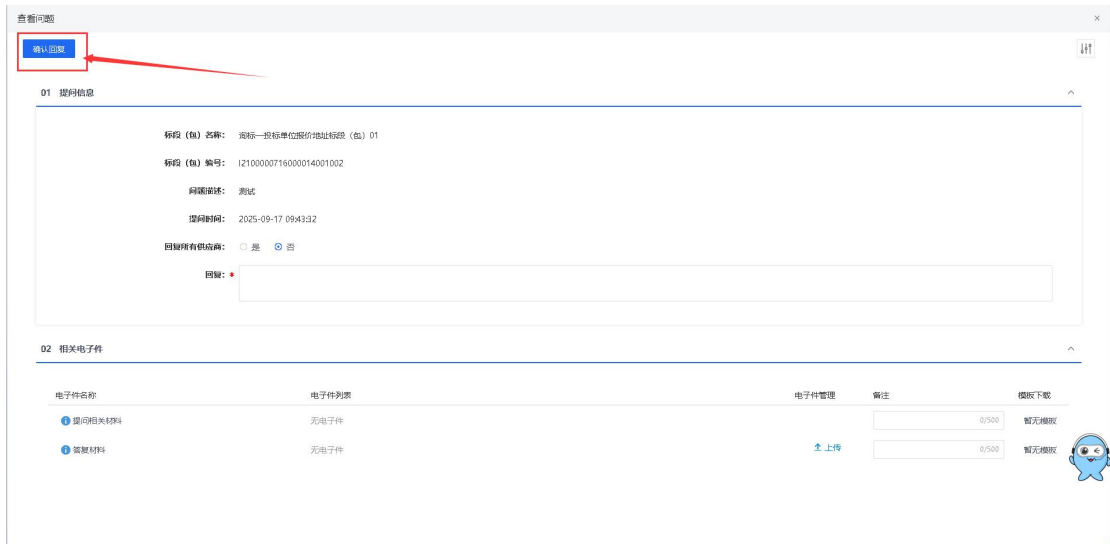 查看问题
确认回复
01 提问信息
标段（包）名称： 询标—投标单位报价地址标段（包）01
标段（包）编号： I2100000716000014001002
问题描述： 测试
提问时间： 2025-09-17 09:43:32
回复所有供应商： 是 否
回复： *
02 相关电子件
电子件名称 电子件列表 电子件管理 备注 模板下载
提问相关材料 无电子件 0/500 暂无模板
答复材料 无电子件 上传 0/500 暂无模板